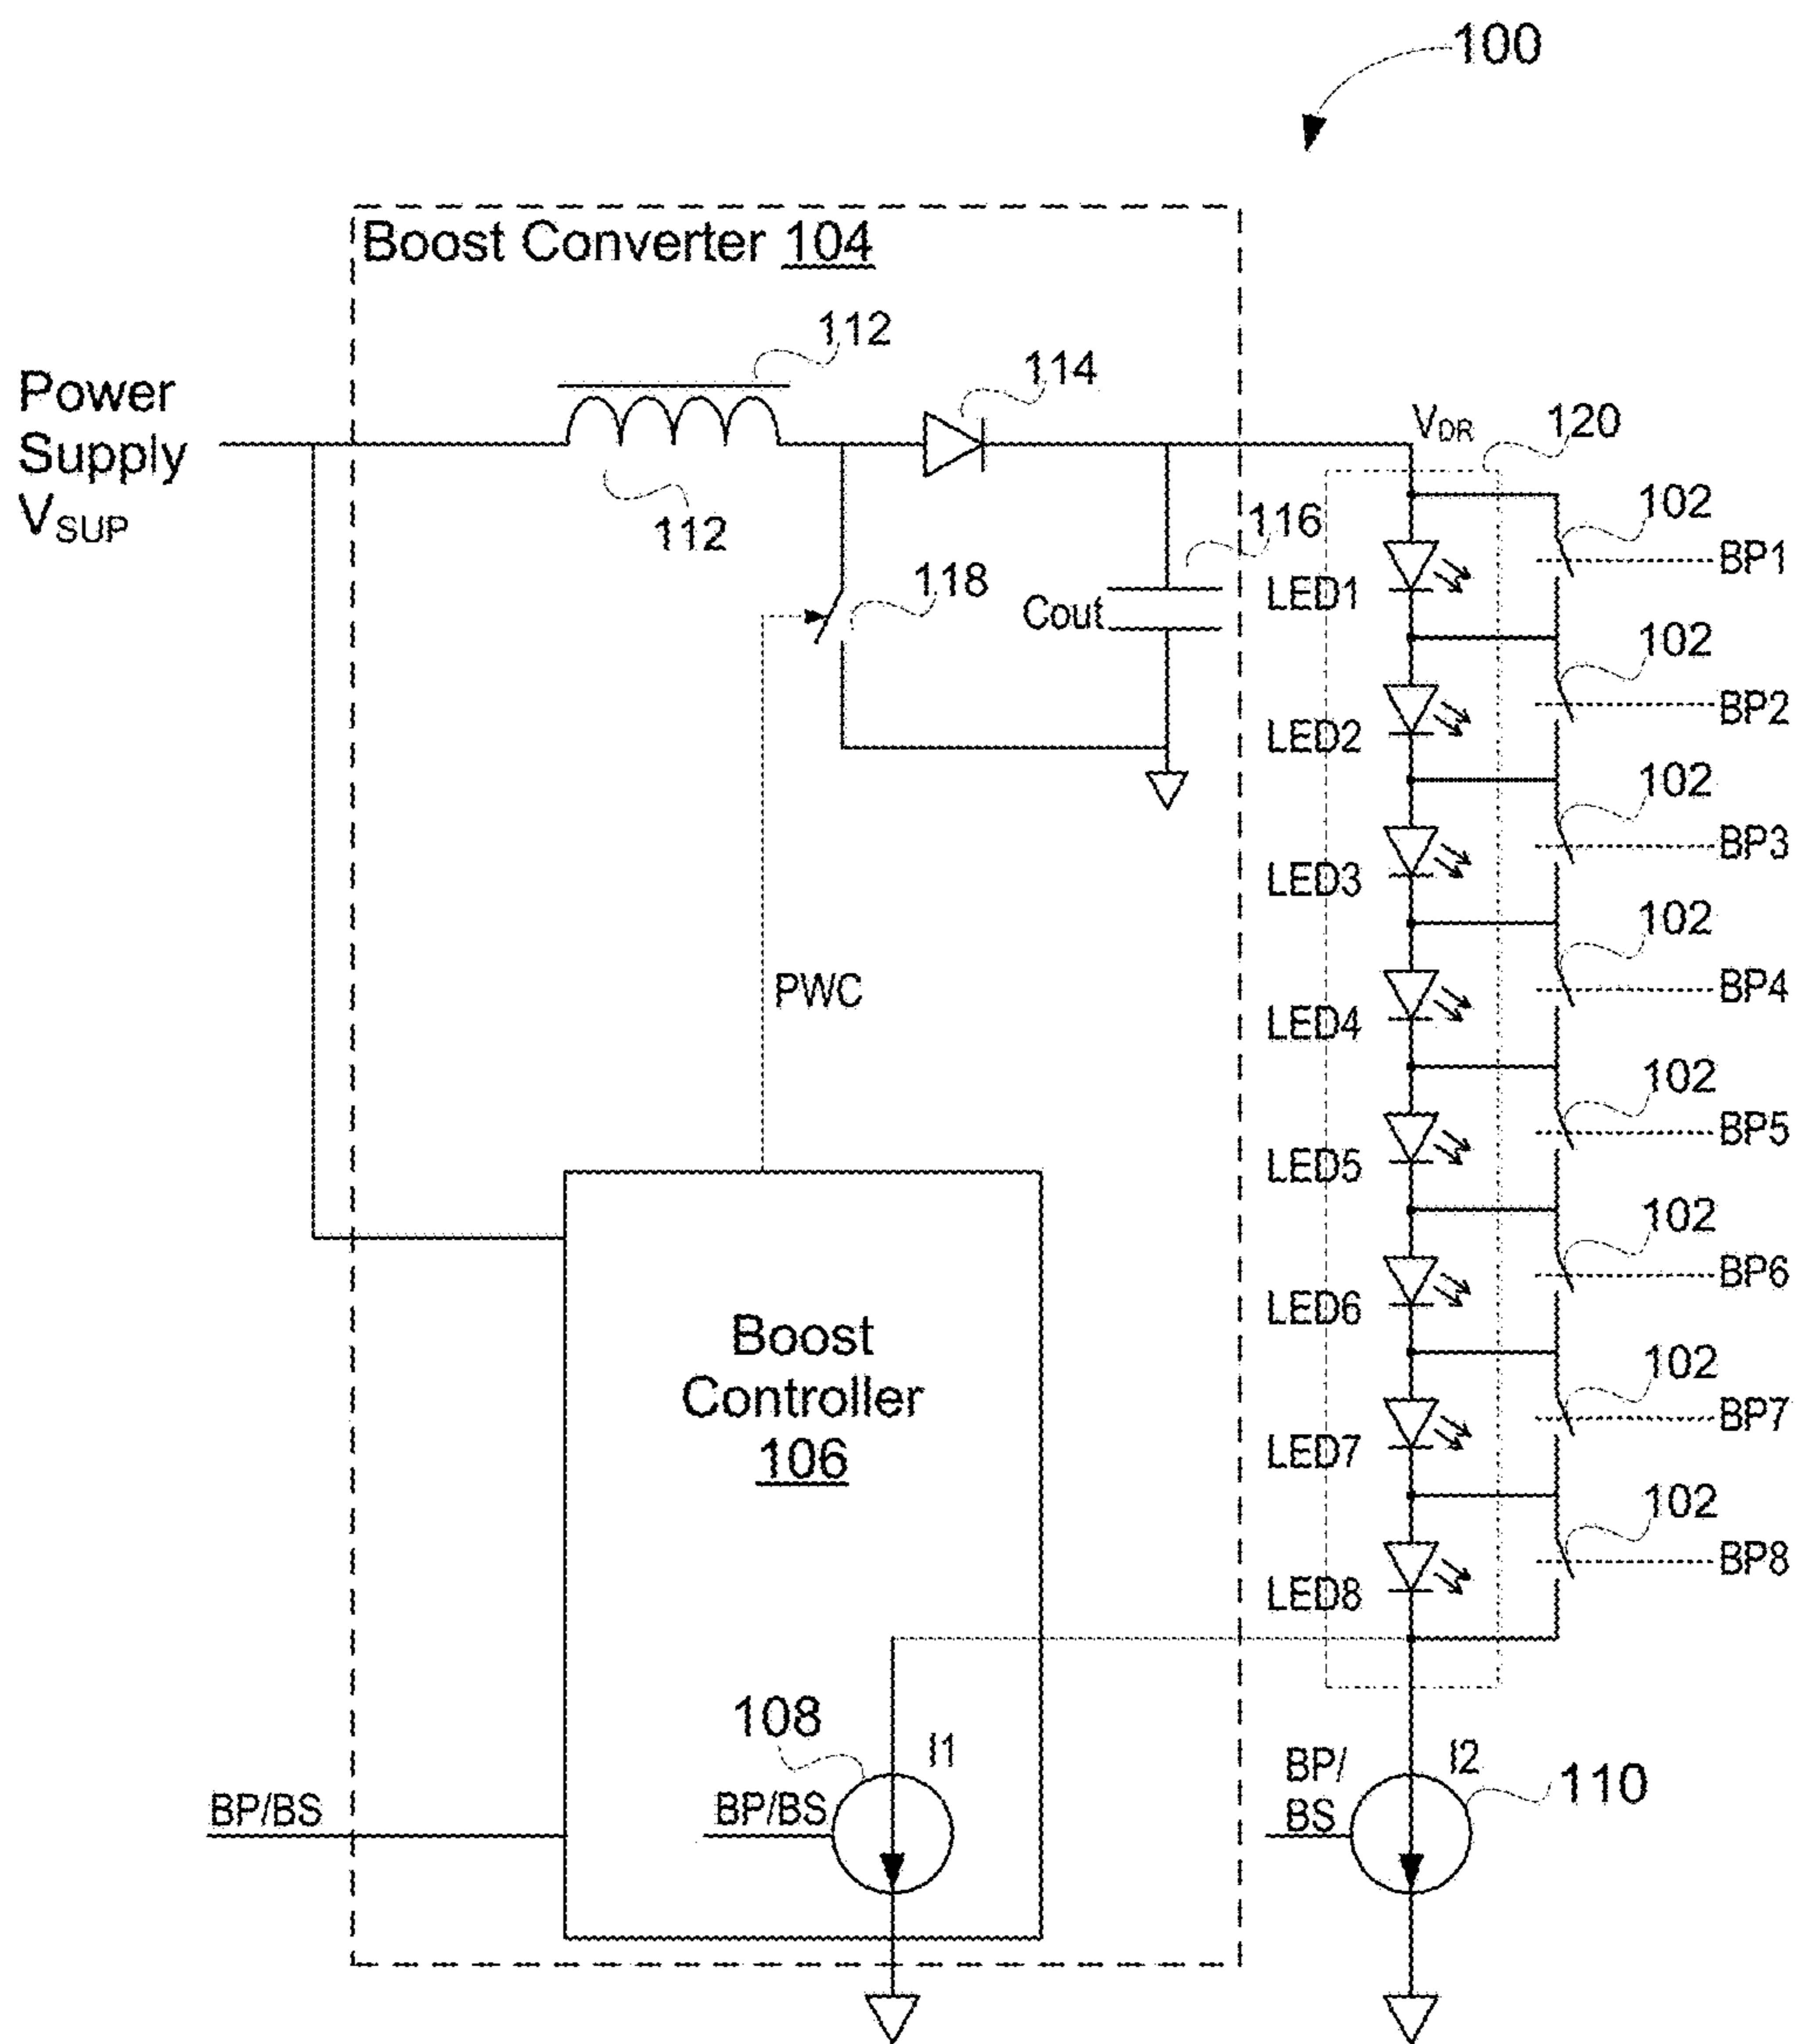 100
Boost Converter 104
112
114
Power
Supply
VSUP
112
118
116
Cout
VDR
120
102
BP1
LED1
102
BP2
LED2
102
BP3
LED3
102
BP4
LED4
PWC
102
BP5
LED5
102
BP6
LED6
Boost
Controller
106
102
BP7
LED7
102
BP8
LED8
108
I1
BP/BS
BP/BS
BP/
BS
I2
110